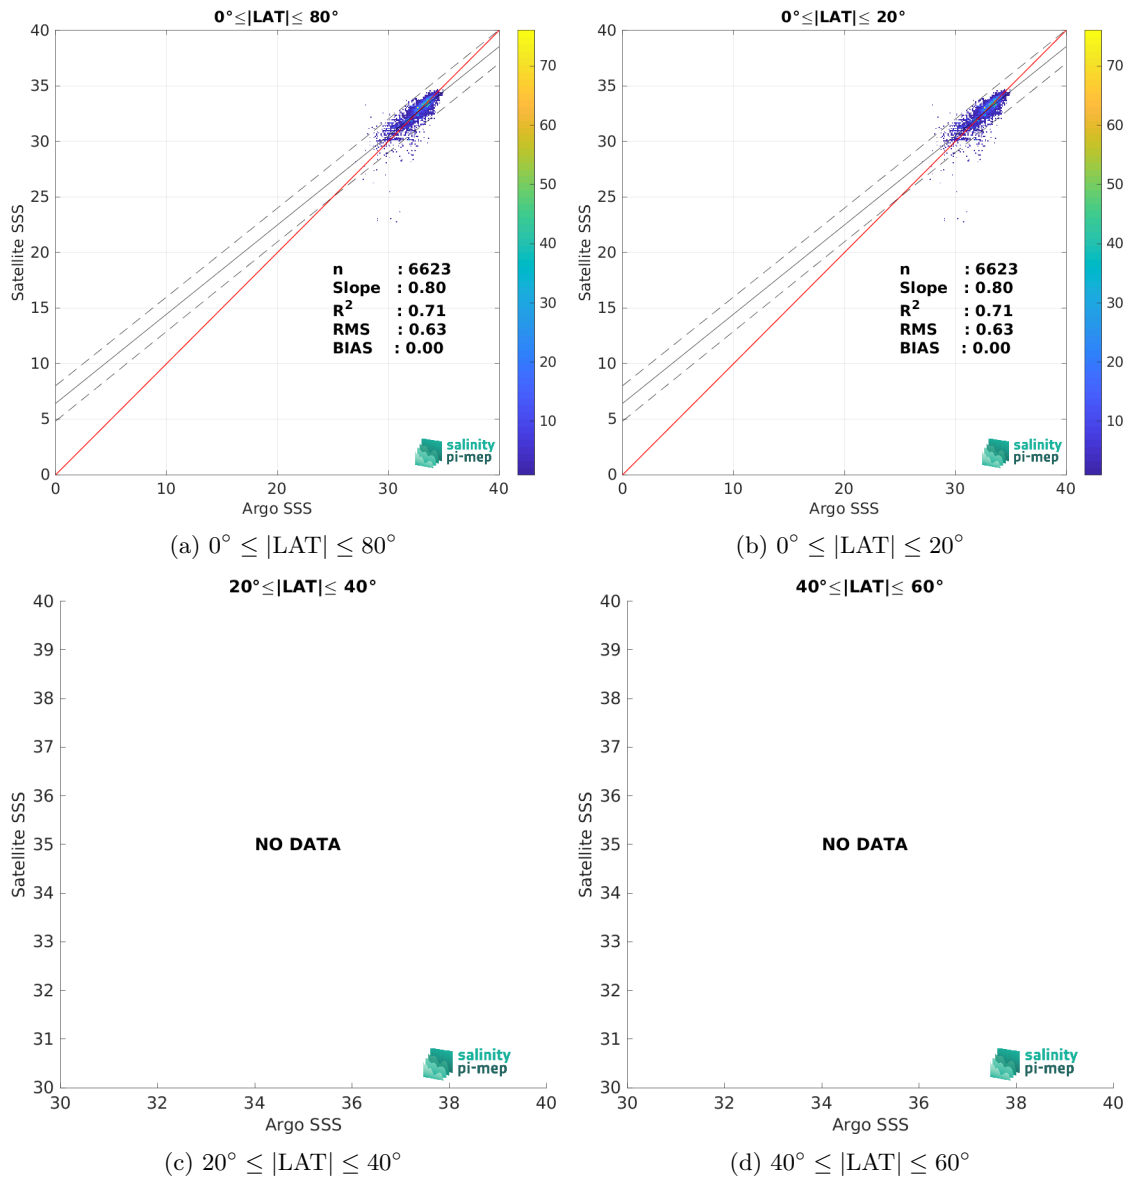 0°≤|LAT|≤ 80°
40
35
30
25
20
15
10
5
0
0
10
20
30
40
Satellite SSS
Argo SSS
n : 6623
Slope : 0.80
R² : 0.71
RMS : 0.63
BIAS : 0.00
salinity
pi-mep
70
60
50
40
30
20
10
(a) 0° ≤ |LAT| ≤ 80°
0°≤|LAT|≤ 20°
40
35
30
25
20
15
10
5
0
0
10
20
30
40
Satellite SSS
Argo SSS
n : 6623
Slope : 0.80
R² : 0.71
RMS : 0.63
BIAS : 0.00
salinity
pi-mep
70
60
50
40
30
20
10
(b) 0° ≤ |LAT| ≤ 20°
20°≤|LAT|≤ 40°
40
39
38
37
36
35
34
33
32
31
30
30
32
34
36
38
40
Satellite SSS
Argo SSS
NO DATA
salinity
pi-mep
(c) 20° ≤ |LAT| ≤ 40°
40°≤|LAT|≤ 60°
40
39
38
37
36
35
34
33
32
31
30
30
32
34
36
38
40
Satellite SSS
Argo SSS
NO DATA
salinity
pi-mep
(d) 40° ≤ |LAT| ≤ 60°